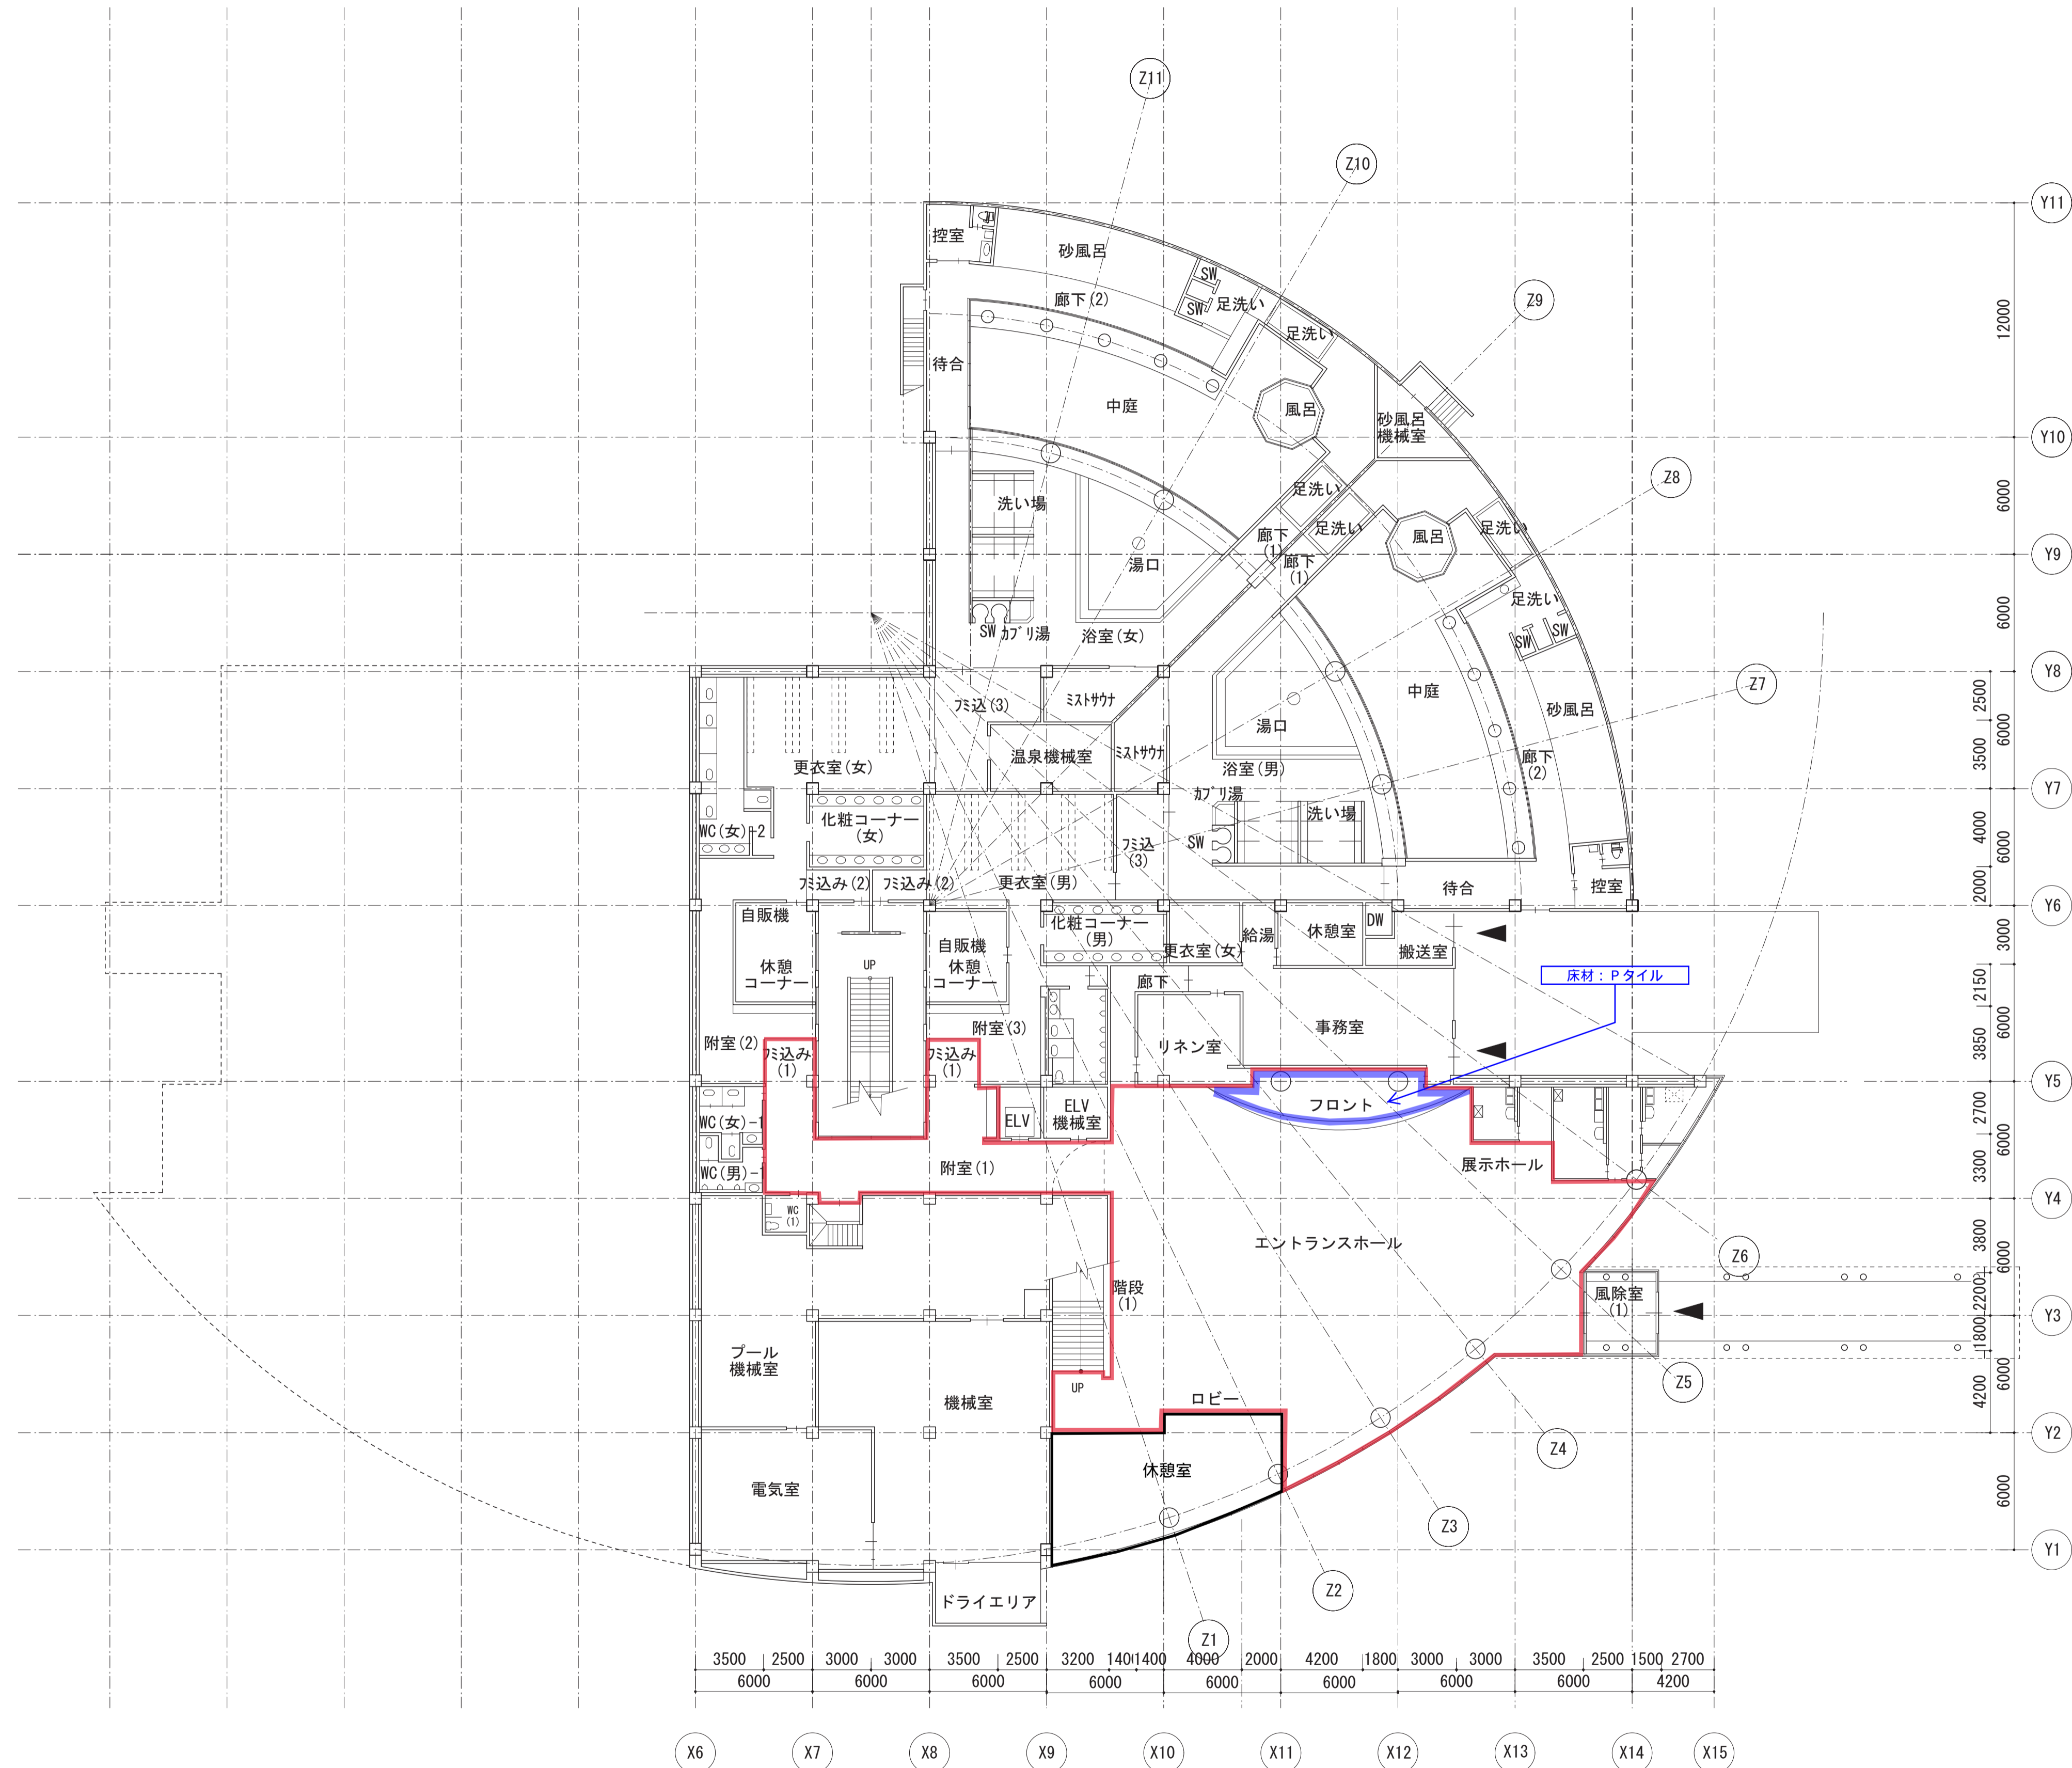 Z11
Z10
Y11
控室
砂風呂
SW
廊下(2)
SW
足洗い
Z9
足洗い
12000
待合
中庭
風呂
砂風呂
機械室
Y10
Z8
洗い場
足洗い
足洗い
足洗い
6000
廊下
(1)
風呂
湯口
廊下
(1)
Y9
足洗い
SW
ｶﾌﾞﾘ湯
浴室(女)
SW
SW
6000
Y8
Z7
ﾌﾐ込(3)
ﾐｽﾄｻｳﾅ
中庭
砂風呂
2500
湯口
温泉機械室
ﾐｽﾄｻｳﾅ
6000
更衣室(女)
浴室(男)
廊下
(2)
3500
Y7
ｶﾌﾞﾘ湯
化粧コーナー
(女)
洗い場
WC(女)-2
ﾌﾐ込
(3)
SW
4000
6000
ﾌﾐ込み(2)
ﾌﾐ込み(2)
更衣室(男)
待合
控室
2000
Y6
自販機
化粧コーナー
(男)
DW
給湯
休憩室
3000
自販機
更衣室(女)
搬送室
休憩
コーナー
UP
休憩
コーナー
床材：Ｐタイル
廊下
2150
6000
附室(2)
附室(3)
リネン室
事務室
3850
ﾌﾐ込み
(1)
ﾌﾐ込み
(1)
Y5
WC(女)-1
ELV
ELV
機械室
フロント
2700
6000
WC(男)-1
附室(1)
展示ホール
3300
Y4
WC
(1)
エントランスホール
3800
6000
Z6
階段
(1)
風除室
(1)
2200
Y3
1800
プール
機械室
UP
ロビー
Z5
6000
4200
機械室
Y2
Z4
休憩室
電気室
6000
Z3
Y1
Z2
ドライエリア
Z1
3500
2500
3000
3000
3500
2500
3200
1400
1400
4000
2000
4200
1800
3000
3000
3500
2500
1500
2700
6000
6000
6000
6000
6000
6000
6000
6000
4200
X6
X7
X8
X9
X10
X11
X12
X13
X14
X15